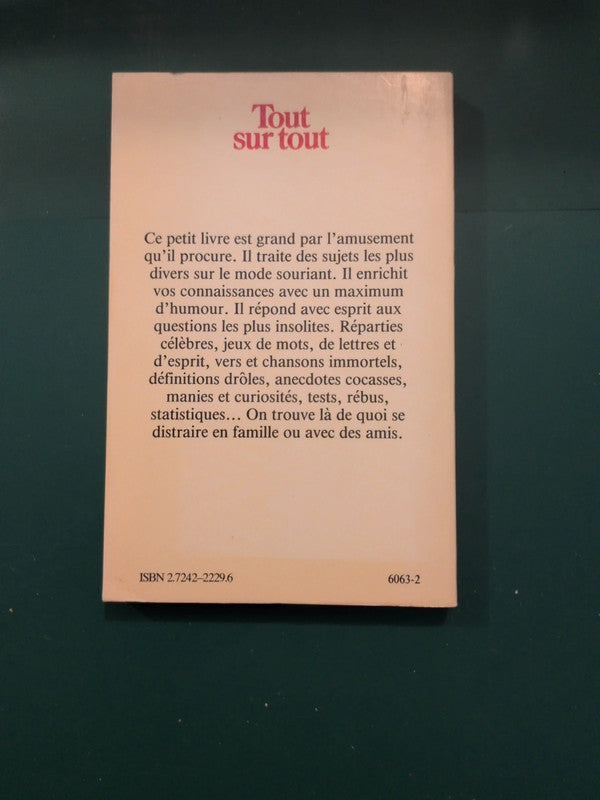 Tout
sur tout
Ce petit livre est grand par l'amusement
qu'il procure. Il traite des sujets les plus
divers sur le mode souriant. Il enrichit
vos connaissances avec un maximum
d'humour. Il répond avec esprit aux
questions les plus insolites. Réparties
célèbres, jeux de mots, de lettres et
d'esprit, vers et chansons immortels,
définitions drôles, anecdotes cocasses,
manies et curiosités, tests, rébus,
statistiques... On trouve là de quoi se
distraire en famille ou avec des amis.
ISBN 2.7242–2229.6 6063-2